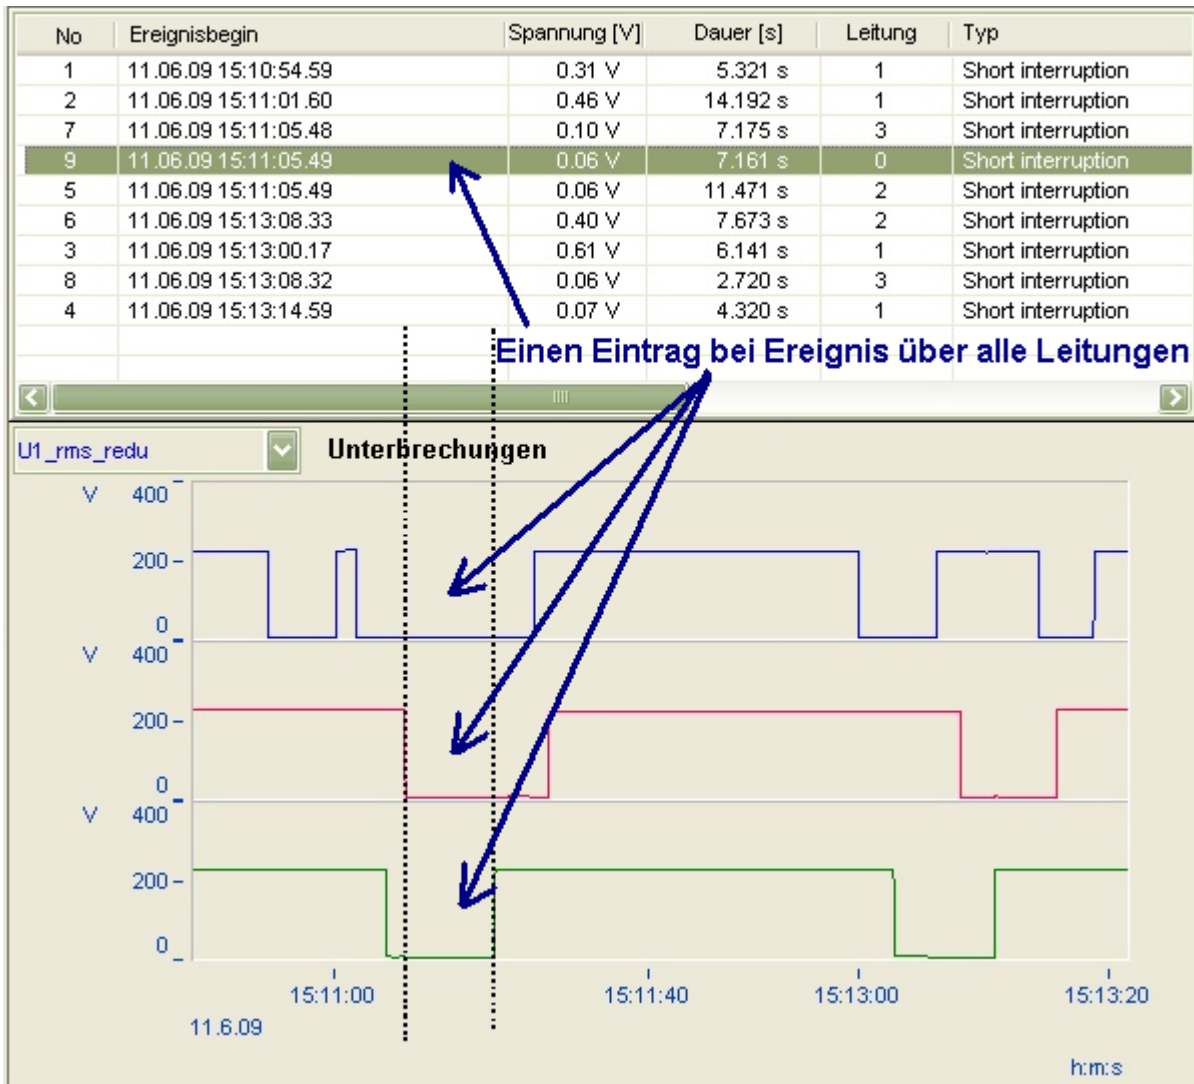 No Ereignisbegin Spannung [V] Dauer [s] Leitung Typ
1 11.06.09 15:10:54.59 0.31 V 5.321 s 1 Short interruption
2 11.06.09 15:11:01.60 0.46 V 14.192 s 1 Short interruption
7 11.06.09 15:11:05.48 0.10 V 7.175 s 3 Short interruption
9 11.06.09 15:11:05.49 0.06 V 7.161 s 0 Short interruption
5 11.06.09 15:11:05.49 0.06 V 11.471 s 2 Short interruption
6 11.06.09 15:13:08.33 0.40 V 7.673 s 2 Short interruption
3 11.06.09 15:13:00.17 0.61 V 6.141 s 1 Short interruption
8 11.06.09 15:13:08.32 0.06 V 2.720 s 3 Short interruption
4 11.06.09 15:13:14.59 0.07 V 4.320 s 1 Short interruption
Einen Eintrag bei Ereignis über alle Leitungen
U1_rms_redu Unterbrechungen
V 400
200
0
V 400
200
0
V 400
200
0
15:11:00 15:11:40 15:13:00 15:13:20
11.6.09
h:m:s